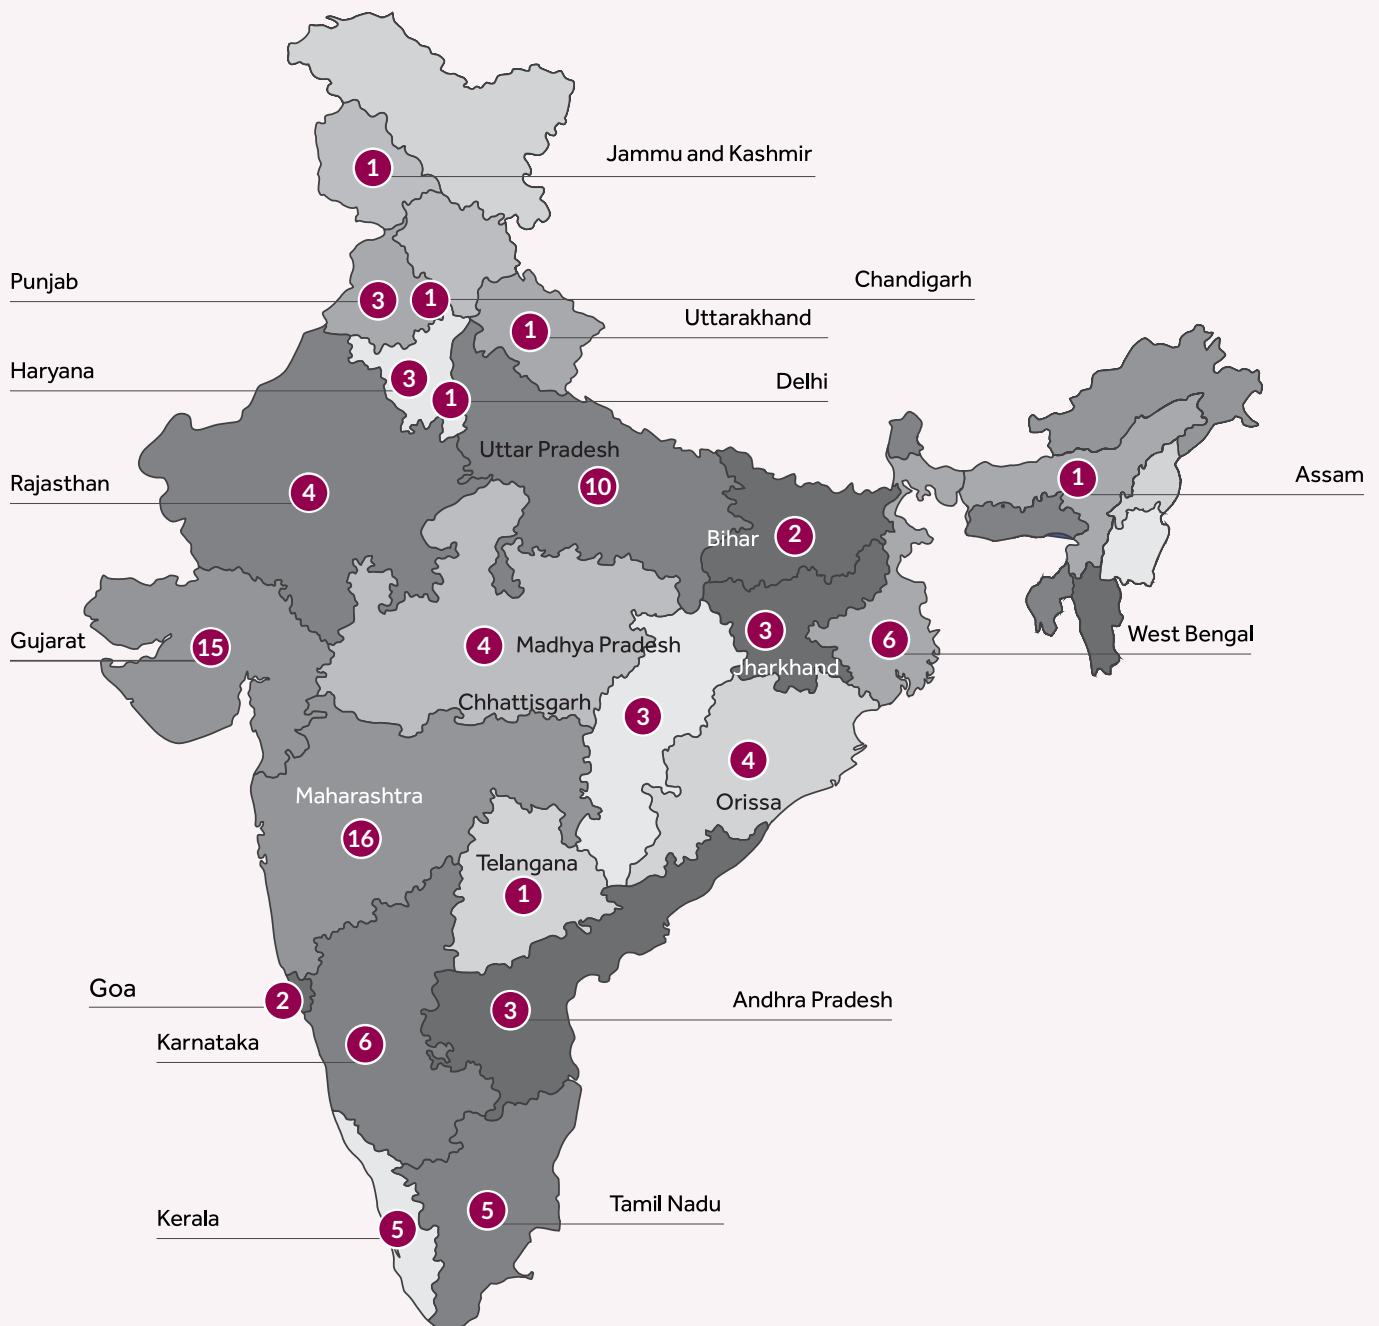 Jammu and Kashmir
1
Punjab
3
1
Chandigarh
1
Uttarakhand
Haryana
3
1
Delhi
Uttar Pradesh
10
Rajasthan
4
1
Assam
Bihar
2
Gujarat
15
4
Madhya Pradesh
3
Jharkhand
6
West Bengal
Chhattisgarh
3
4
Orissa
Maharashtra
16
Telangana
1
Goa
2
3
Andhra Pradesh
Karnataka
6
Kerala
5
5
Tamil Nadu